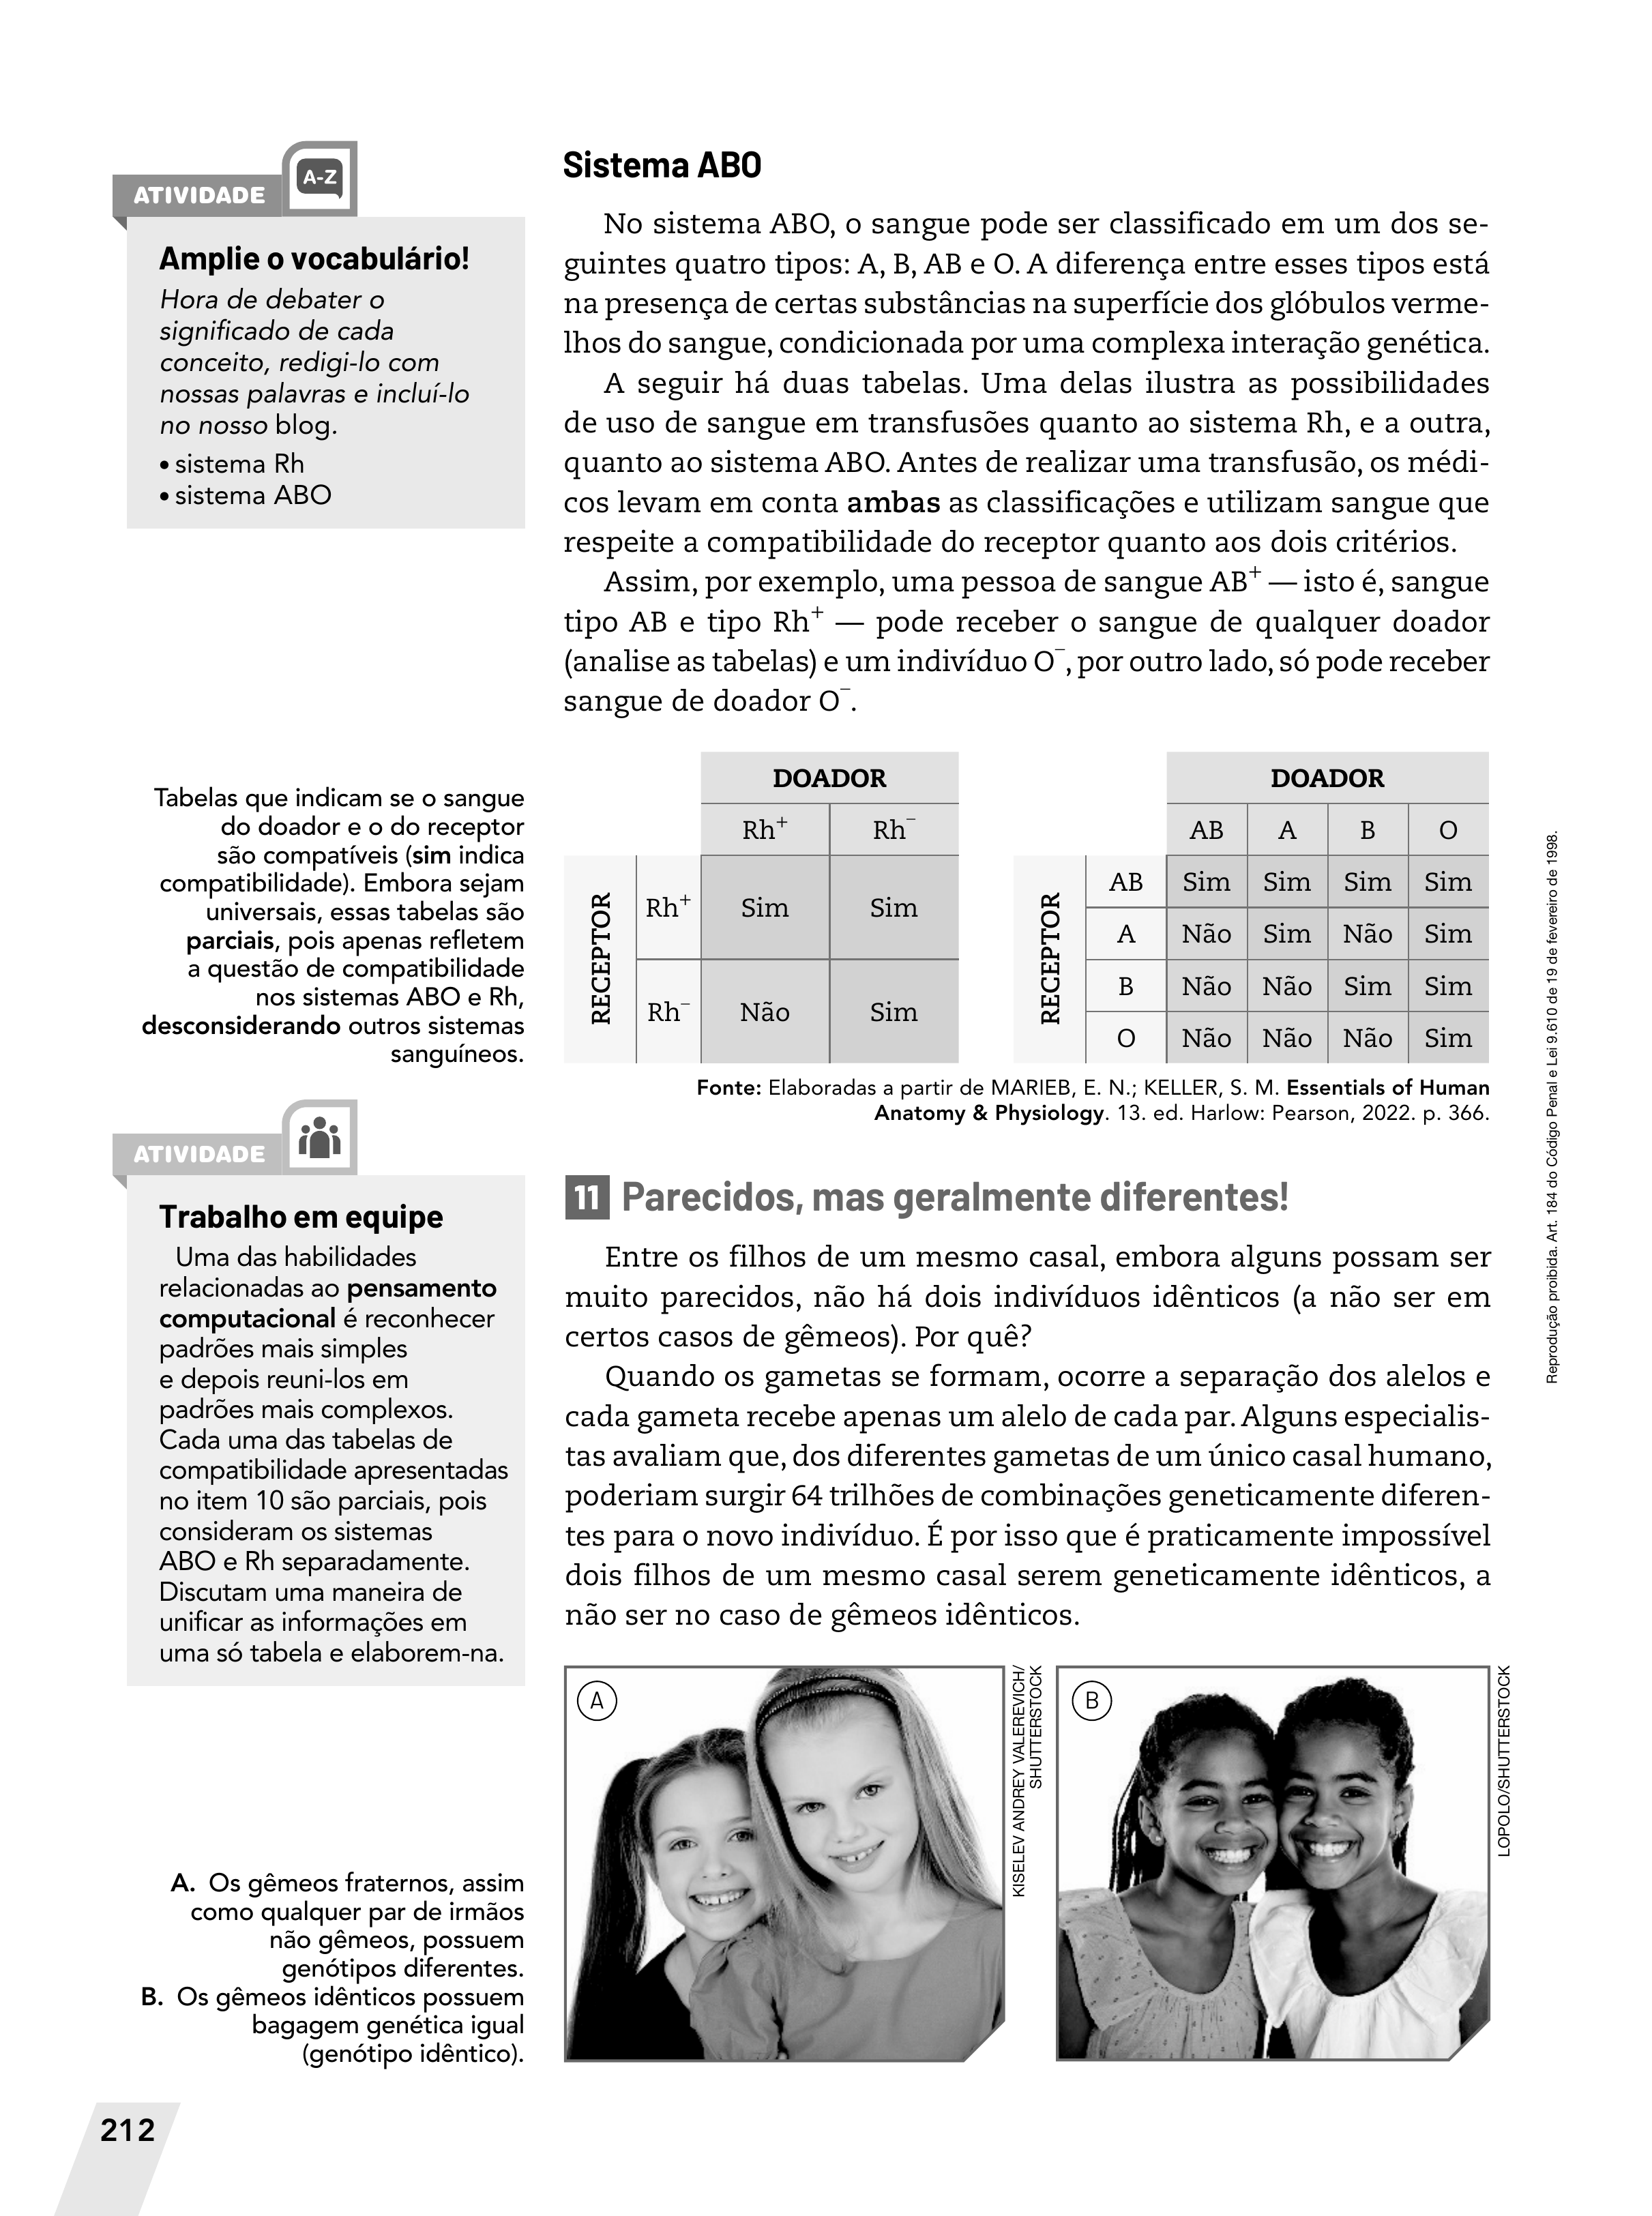 ATIVIDADE
A-Z
Amplie o vocabulário!
Hora de debater o
significado de cada
conceito, redigi-lo com
nossas palavras e incluí-lo
no nosso blog.
• sistema Rh
• sistema ABO
Sistema ABO
No sistema ABO, o sangue pode ser classificado em um dos se-
guintes quatro tipos: A, B, AB e O. A diferença entre esses tipos está
na presença de certas substâncias na superfície dos glóbulos verme-
lhos do sangue, condicionada por uma complexa interação genética.
A seguir há duas tabelas. Uma delas ilustra as possibilidades
de uso de sangue em transfusões quanto ao sistema Rh, e a outra,
quanto ao sistema ABO. Antes de realizar uma transfusão, os médi-
cos levam em conta ambas as classificações e utilizam sangue que
respeite a compatibilidade do receptor quanto aos dois critérios.
Assim, por exemplo, uma pessoa de sangue AB⁺ — isto é, sangue
tipo AB e tipo Rh⁺ — pode receber o sangue de qualquer doador
(analise as tabelas) e um indivíduo O⁻, por outro lado, só pode receber
sangue de doador O⁻.
Tabelas que indicam se o sangue
do doador e o do receptor
são compatíveis (sim indica
compatibilidade). Embora sejam
universais, essas tabelas são
parciais, pois apenas refletem
a questão de compatibilidade
nos sistemas ABO e Rh,
desconsiderando outros sistemas
sanguíneos.
DOADOR
Rh⁺ Rh⁻
RECEPTOR
Rh⁺ Sim Sim
Rh⁻ Não Sim
DOADOR
AB A B O
RECEPTOR
AB Sim Sim Sim Sim
A Não Sim Não Sim
B Não Não Sim Sim
O Não Não Não Sim
Fonte: Elaboradas a partir de MARIEB, E. N.; KELLER, S. M. Essentials of Human
Anatomy & Physiology. 13. ed. Harlow: Pearson, 2022. p. 366.
Reprodução proibida. Art. 184 do Código Penal e Lei 9.610 de 19 de fevereiro de 1998.
ATIVIDADE
Trabalho em equipe
Uma das habilidades
relacionadas ao pensamento
computacional é reconhecer
padrões mais simples
e depois reuni-los em
padrões mais complexos.
Cada uma das tabelas de
compatibilidade apresentadas
no item 10 são parciais, pois
consideram os sistemas
ABO e Rh separadamente.
Discutam uma maneira de
unificar as informações em
uma só tabela e elaborem-na.
11 Parecidos, mas geralmente diferentes!
Entre os filhos de um mesmo casal, embora alguns possam ser
muito parecidos, não há dois indivíduos idênticos (a não ser em
certos casos de gêmeos). Por quê?
Quando os gametas se formam, ocorre a separação dos alelos e
cada gameta recebe apenas um alelo de cada par. Alguns especialis-
tas avaliam que, dos diferentes gametas de um único casal humano,
poderiam surgir 64 trilhões de combinações geneticamente diferen-
tes para o novo indivíduo. É por isso que é praticamente impossível
dois filhos de um mesmo casal serem geneticamente idênticos, a
não ser no caso de gêmeos idênticos.
A
KISELEV ANDREY VALEREVICH/
SHUTTERSTOCK
B
LOPOLO/SHUTTERSTOCK
A. Os gêmeos fraternos, assim
como qualquer par de irmãos
não gêmeos, possuem
genótipos diferentes.
B. Os gêmeos idênticos possuem
bagagem genética igual
(genótipo idêntico).
212